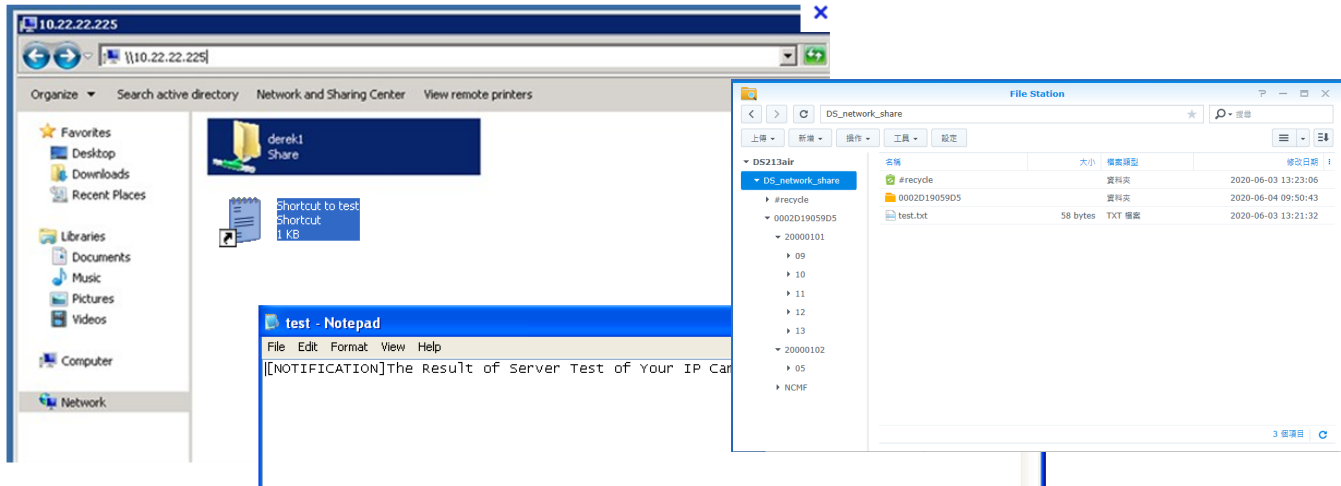 10.22.22.225
\\10.22.22.225
Organize Search active directory Network and Sharing Center View remote printers
Favorites
Desktop
Downloads
Recent Places
Libraries
Documents
Music
Pictures
Videos
Computer
Network
derek1
Share
Shortcut to test
Shortcut
1 KB
test - Notepad
File Edit Format View Help
[NOTIFICATION]The Result of Server Test of Your IP Ca
File Station
DS_network_share
搜尋
上傳 新增 操作 工具 設定
DS213air
DS_network_share
#recycle
0002D19059D5
20000101
09
10
11
12
13
20000102
05
NCMF
名稱 大小 檔案類型 修改日期
#recycle 資料夾 2020-06-03 13:23:06
0002D19059D5 資料夾 2020-06-04 09:50:43
test.txt 58 bytes TXT 檔案 2020-06-03 13:21:32
3 個項目